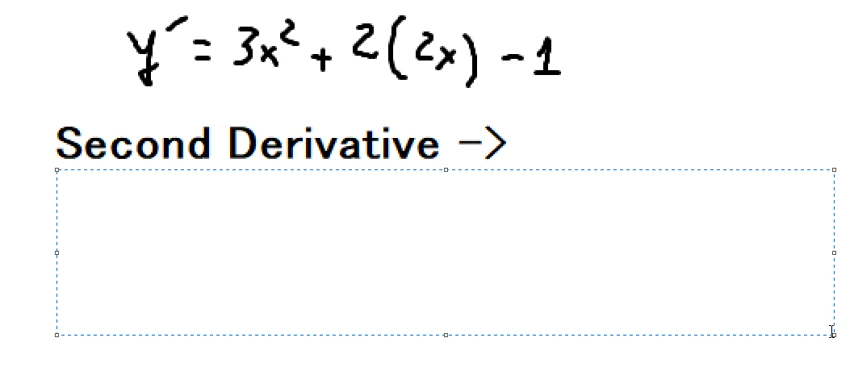 y´= 3x² + 2(2x) - 1
Second Derivative ->